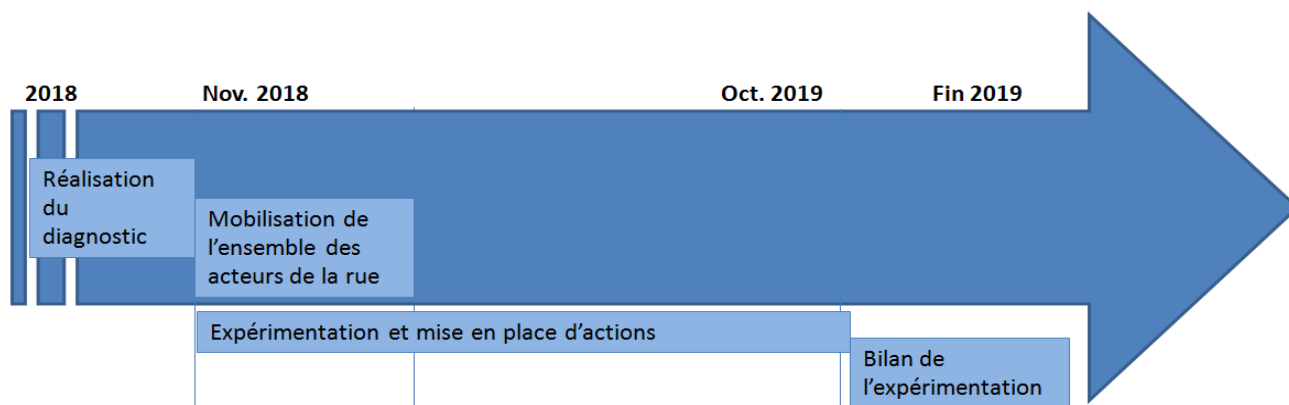 2018
Nov. 2018
Oct. 2019
Fin 2019
Réalisation
du
diagnostic
Mobilisation de
l’ensemble des
acteurs de la rue
Expérimentation et mise en place d’actions
Bilan de
l’expérimentation